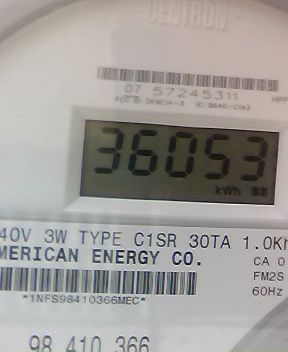 CENTRON
07 57245311
36053
kWh
40V 3W TYPE C1SR 30TA 1.0Kh
MERICAN ENERGY CO.
CA 0
FM2S
60Hz
*1NFS98410366MEC*
98 410 366